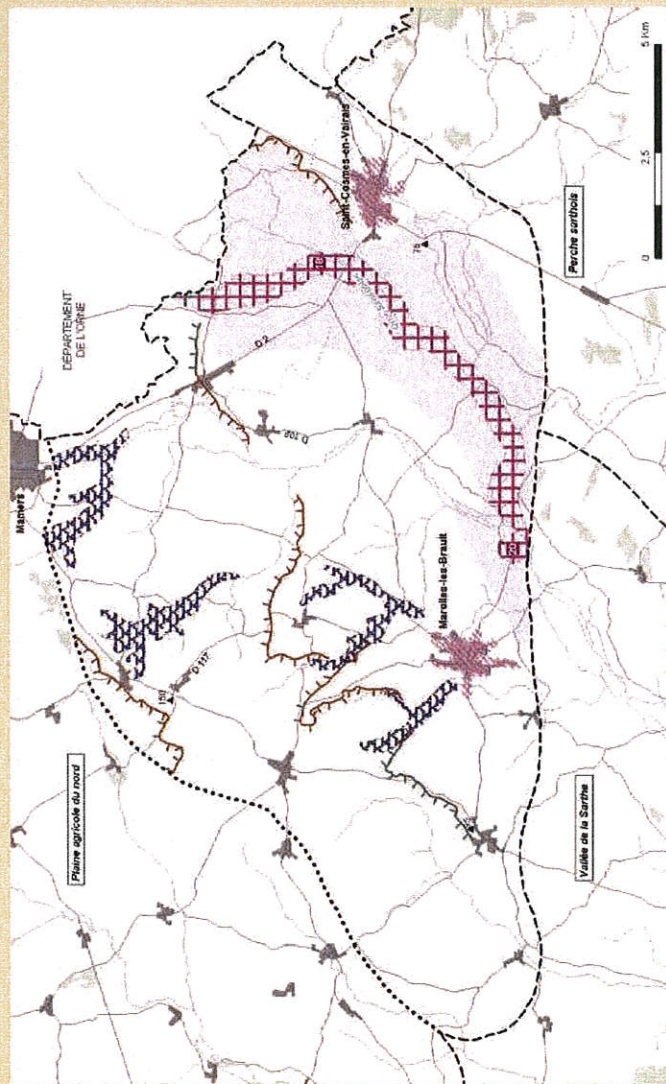 DÉPARTEMENT
DE L'ORNE
Mamers
Plaine agricole du nord
D 2
D 117
Saint-Cosmes-en-Vairais
Marolles-les-Brault
Perche sarthois
Vallée de la Sarthe
0
2,5
5 Km